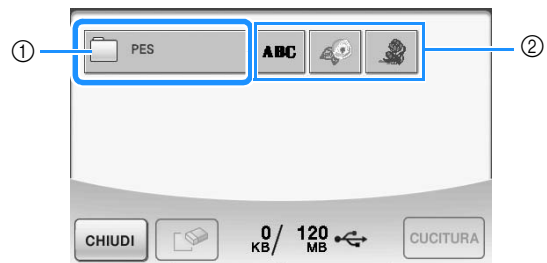 ① PES ABC ②
CHIUDI 0 KB / 120 MB CUCITURA